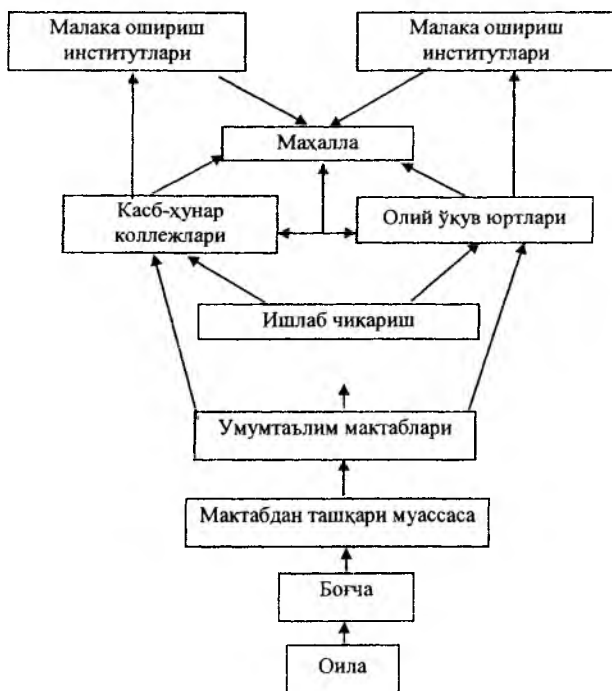 Малака ошириш
институтлари
Малака ошириш
институтлари
Маҳалла
Касб-ҳунар
коллежлари
Олий ўқув юртлари
Ишлаб чиқариш
Умумтаълим мактаблари
Мактабдан ташқари муассаса
Боғча
Оила